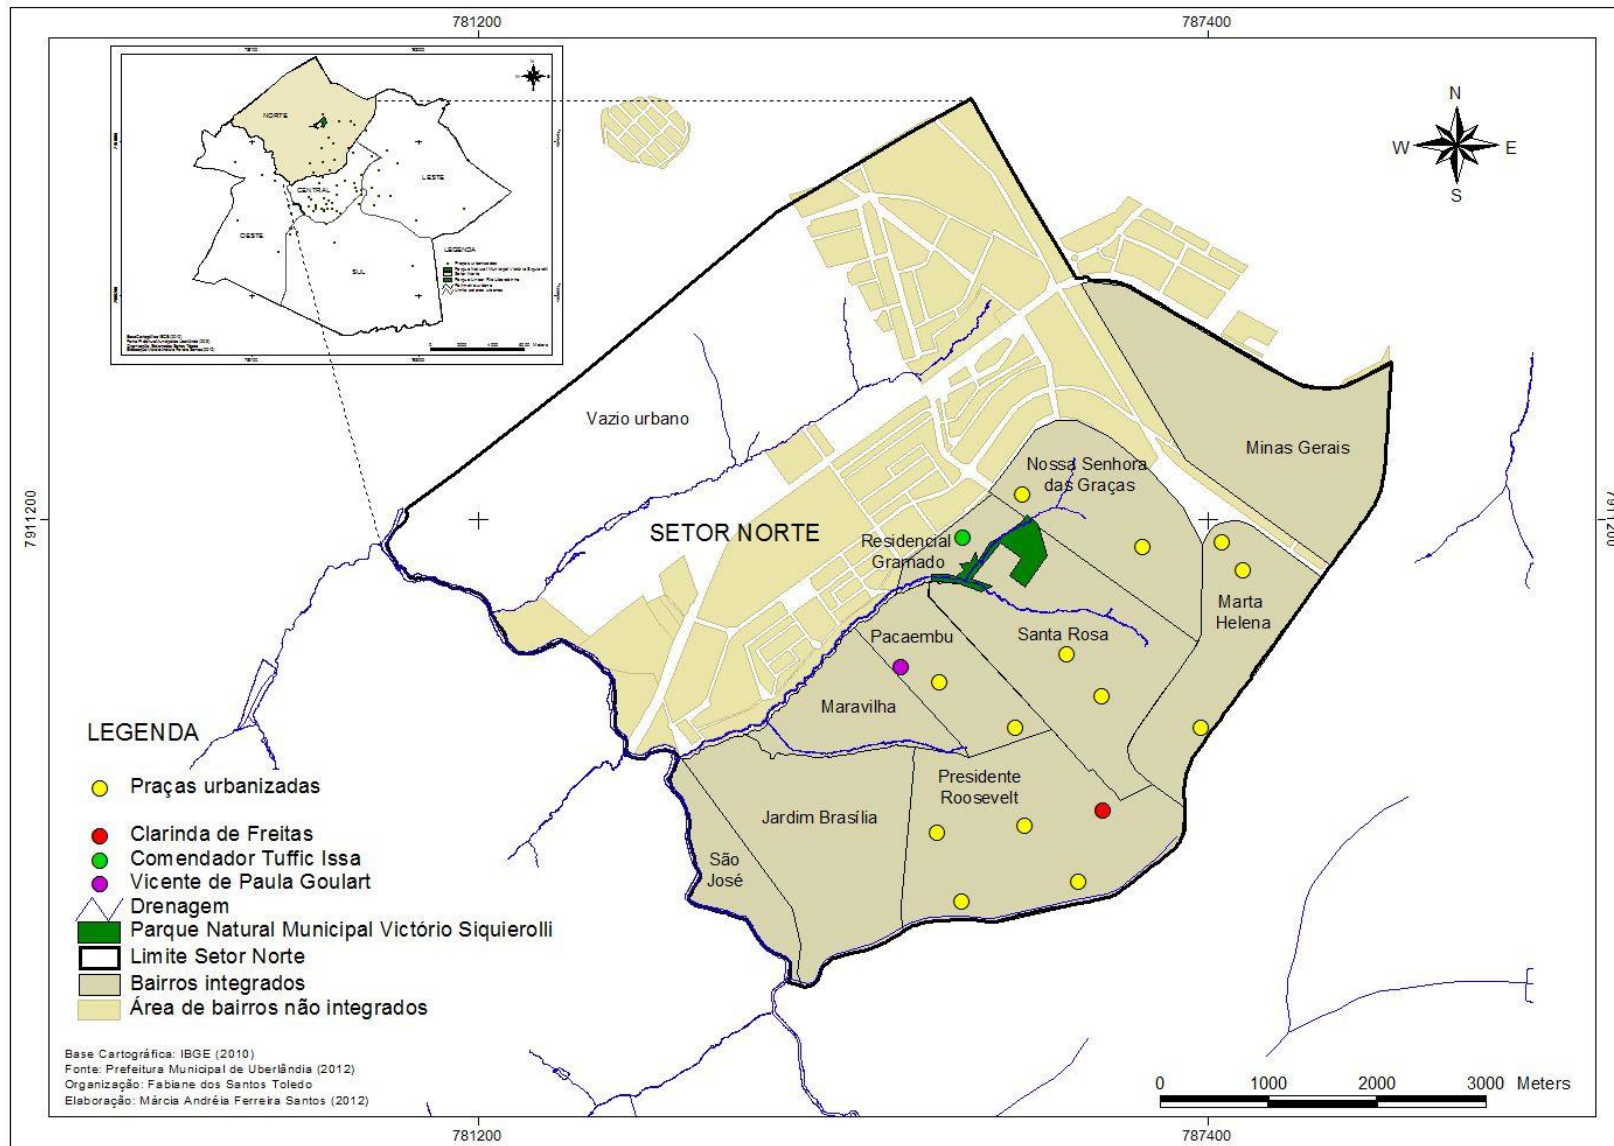 781200
787400
NORTE
LESTE
CENTRAL
OESTE
SUL
LEGENDA
N
W
E
S
Vazio urbano
Minas Gerais
Nossa Senhora
das Graças
7911200
SETOR NORTE
Residencial
Gramado
Marta
Helena
Pacaembu
Santa Rosa
Maravilha
Presidente
Roosevelt
Jardim Brasília
São
José
LEGENDA
Praças urbanizadas
Clarinda de Freitas
Comendador Tuffic Issa
Vicente de Paula Goulart
Drenagem
Parque Natural Municipal Victório Siquierolli
Limite Setor Norte
Bairros integrados
Área de bairros não integrados
Base Cartográfica: IBGE (2010)
Fonte: Prefeitura Municipal de Uberlândia (2012)
Organização: Fabiane dos Santos Toledo
Elaboração: Márcia Andréia Ferreira Santos (2012)
0 1000 2000 3000 Meters
781200
787400